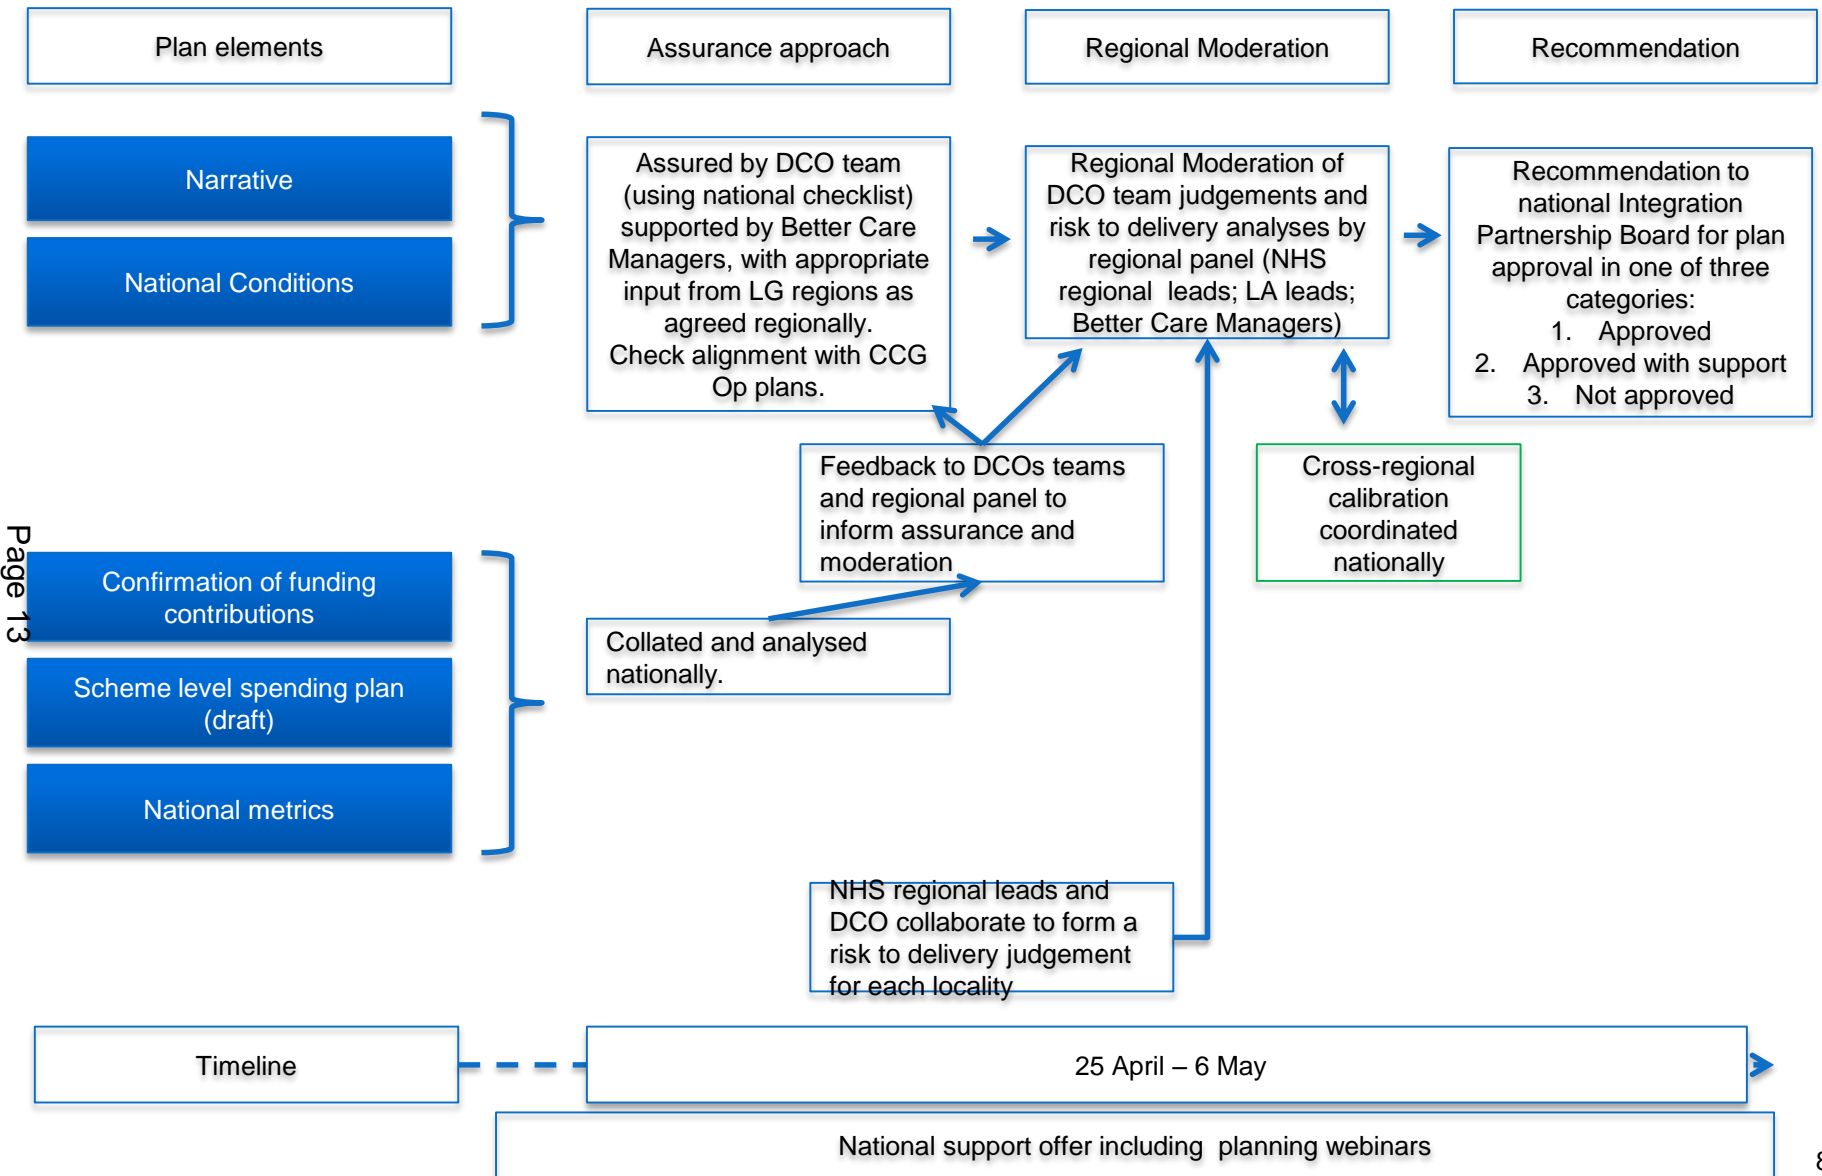 Plan elements
Assurance approach
Regional Moderation
Recommendation
Narrative
National Conditions
Assured by DCO team
(using national checklist)
supported by Better Care
Managers, with appropriate
input from LG regions as
agreed regionally.
Check alignment with CCG
Op plans.
Regional Moderation of
DCO team judgements and
risk to delivery analyses by
regional panel (NHS
regional leads; LA leads;
Better Care Managers)
Recommendation to
national Integration
Partnership Board for plan
approval in one of three
categories:
1. Approved
2. Approved with support
3. Not approved
Feedback to DCOs teams
and regional panel to
inform assurance and
moderation
Cross-regional
calibration
coordinated
nationally
Page 13
Confirmation of funding
contributions
Scheme level spending plan
(draft)
National metrics
Collated and analysed
nationally.
NHS regional leads and
DCO collaborate to form a
risk to delivery judgement
for each locality
Timeline
25 April – 6 May
National support offer including planning webinars
8